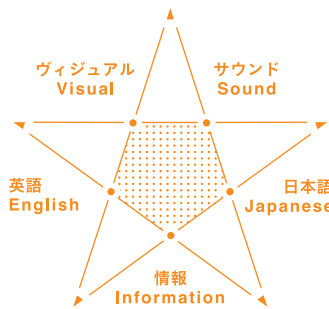 ヴィジュアル
Visual
サウンド
Sound
英語
English
日本語
Japanese
情報
Information